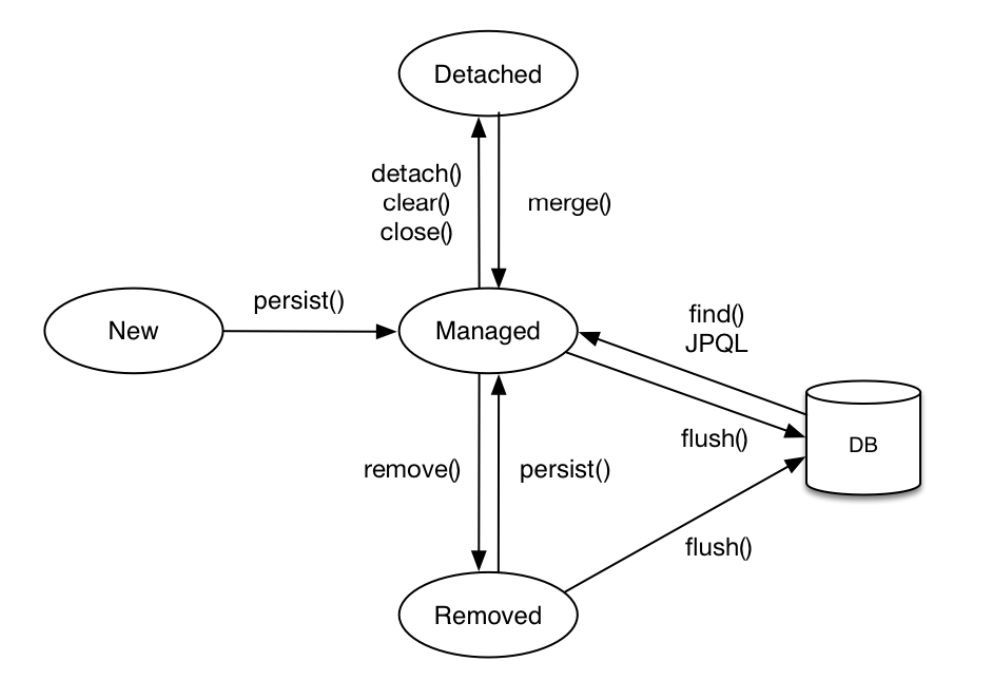 Detached
detach()
clear()
close()
merge()
New
persist()
Managed
find()
JPQL
flush()
DB
remove()
persist()
flush()
Removed